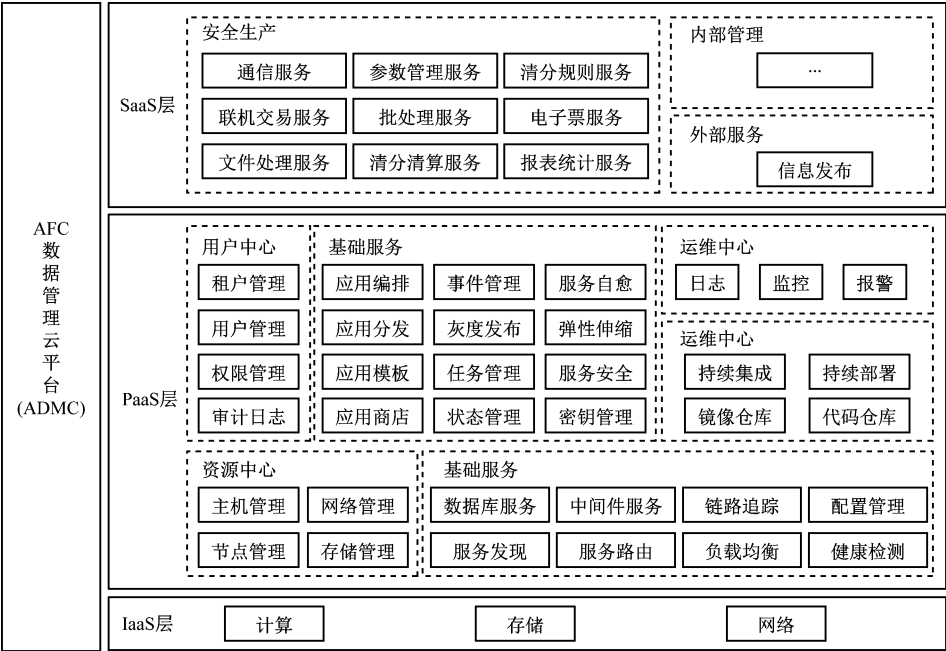 AFC
数
据
管
理
云
平
台
(ADMC)
SaaS层
安全生产
通信服务 参数管理服务 清分规则服务
联机交易服务 批处理服务 电子票服务
文件处理服务 清分清算服务 报表统计服务
内部管理
...
外部服务
信息发布
PaaS层
用户中心
租户管理
用户管理
权限管理
审计日志
基础服务
应用编排 事件管理 服务自愈
应用分发 灰度发布 弹性伸缩
应用模板 任务管理 服务安全
应用商店 状态管理 密钥管理
运维中心
日志 监控 报警
运维中心
持续集成 持续部署
镜像仓库 代码仓库
资源中心
主机管理 网络管理
节点管理 存储管理
基础服务
数据库服务 中间件服务 链路追踪 配置管理
服务发现 服务路由 负载均衡 健康检测
IaaS层
计算 存储 网络